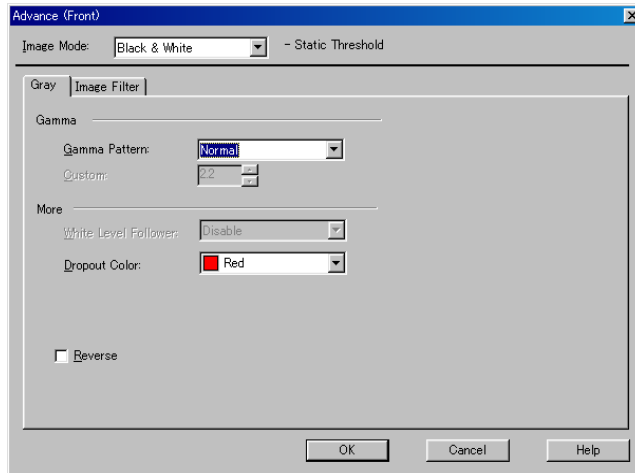 Advance (Front)
Image Mode: Black & White - Static Threshold
Gray Image Filter
Gamma
Gamma Pattern: Normal
Custom: 2.2
More
White Level Follower: Disable
Dropout Color: Red
Reverse
OK Cancel Help